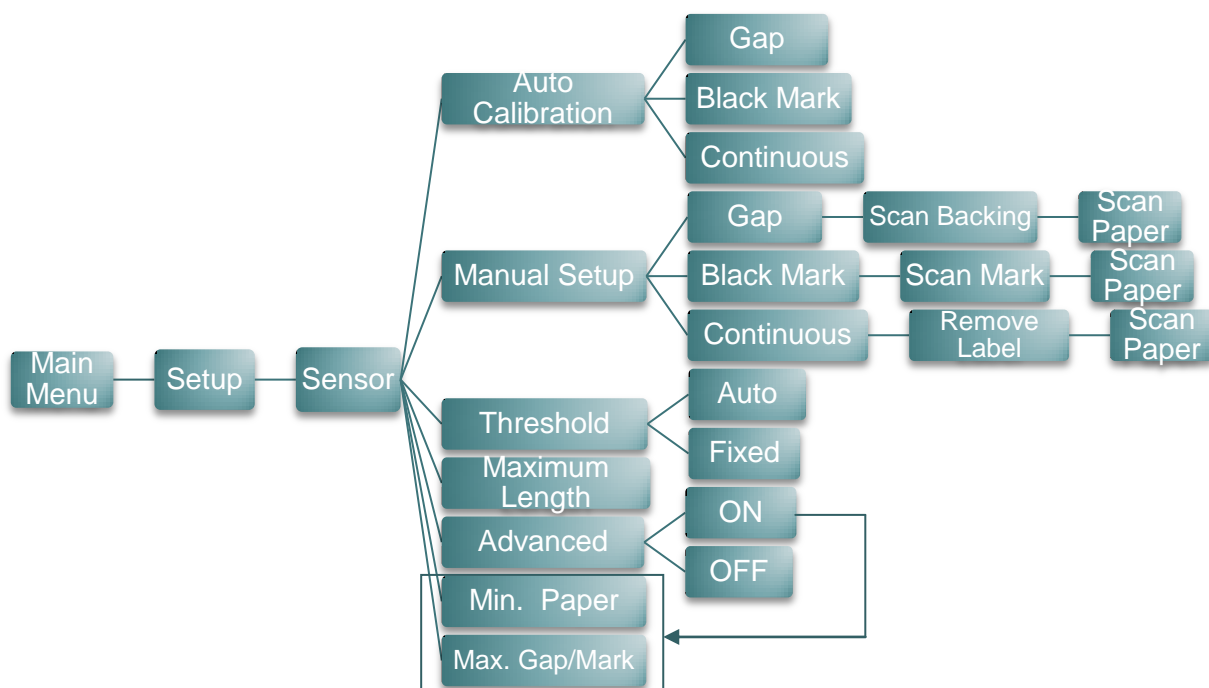 Main
Menu
Setup
Sensor
Auto
Calibration
Gap
Black Mark
Continuous
Manual Setup
Gap
Scan Backing
Scan
Paper
Black Mark
Scan Mark
Scan
Paper
Continuous
Remove
Label
Scan
Paper
Threshold
Auto
Fixed
Maximum
Length
Advanced
ON
OFF
Min. Paper
Max. Gap/Mark